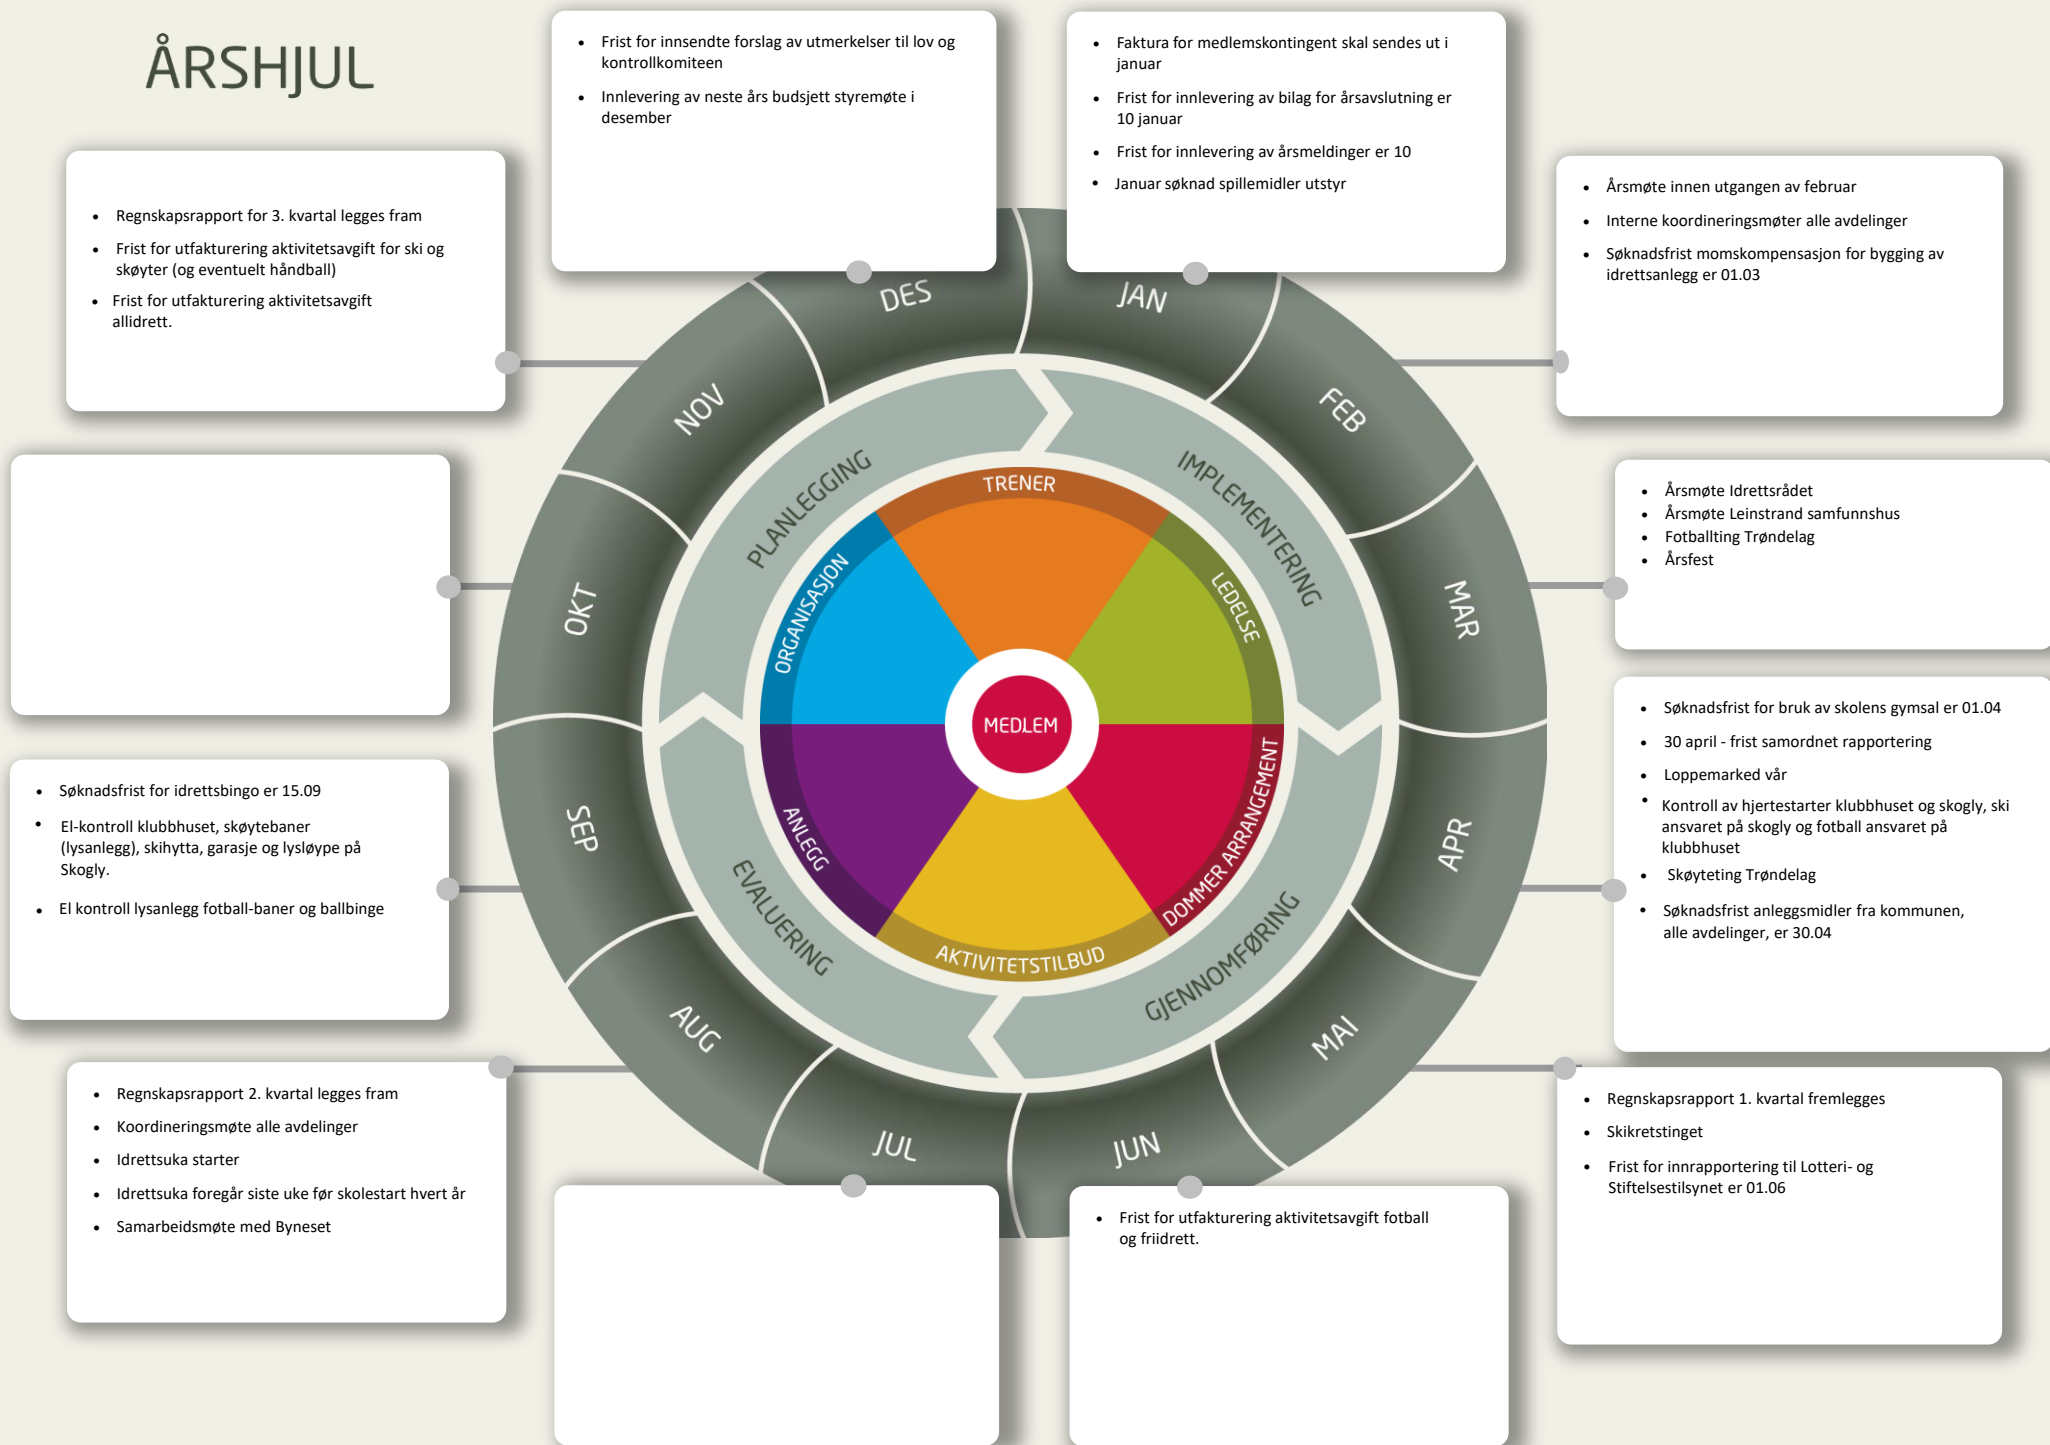 ÅRSHJUL
• Frist for innsendte forslag av utmerkelser til lov og
kontrollkomiteen
• Innlevering av neste års budsjett styremøte i
desember
• Faktura for medlemskontingent skal sendes ut i
januar
• Frist for innlevering av bilag for årsavslutning er
10 januar
• Frist for innlevering av årsmeldinger er 10
• Januar søknad spillemidler utstyr
• Regnskapsrapport for 3. kvartal legges fram
• Frist for utfakturering aktivitetsavgift for ski og
skøyter (og eventuelt håndball)
• Frist for utfakturering aktivitetsavgift
allidrett.
• Årsmøte innen utgangen av februar
• Interne koordineringsmøter alle avdelinger
• Søknadsfrist momskompensasjon for bygging av
idrettsanlegg er 01.03
• Årsmøte Idrettsrådet
• Årsmøte Leinstrand samfunnshus
• Fotballting Trøndelag
• Årsfest
• Søknadsfrist for bruk av skolens gymsal er 01.04
• 30 april - frist samordnet rapportering
• Loppemarked vår
• Kontroll av hjertestarter klubbhuset og skogly, ski
ansvaret på skogly og fotball ansvaret på
klubbhuset
• Skøyteting Trøndelag
• Søknadsfrist anleggsmidler fra kommunen,
alle avdelinger, er 30.04
• Søknadsfrist for idrettsbingo er 15.09
• El-kontroll klubbhuset, skøytebaner
(lysanlegg), skihytta, garasje og lysløype på
Skogly.
• El kontroll lysanlegg fotball-baner og ballbinge
• Regnskapsrapport 2. kvartal legges fram
• Koordineringsmøte alle avdelinger
• Idrettsuka starter
• Idrettsuka foregår siste uke før skolestart hvert år
• Samarbeidsmøte med Byneset
• Frist for utfakturering aktivitetsavgift fotball
og friidrett.
• Regnskapsrapport 1. kvartal fremlegges
• Skikretstinget
• Frist for innrapportering til Lotteri- og
Stiftelsestilsynet er 01.06
JAN
FEB
MAR
APR
MAI
JUN
JUL
AUG
SEP
OKT
NOV
DES
PLANLEGGING
IMPLEMENTERING
GJENNOMFØRING
EVALUERING
TRENER
LEDELSE
DOMMER ARRANGEMENT
AKTIVITETSTILBUD
ANLEGG
ORGANISASJON
MEDLEM